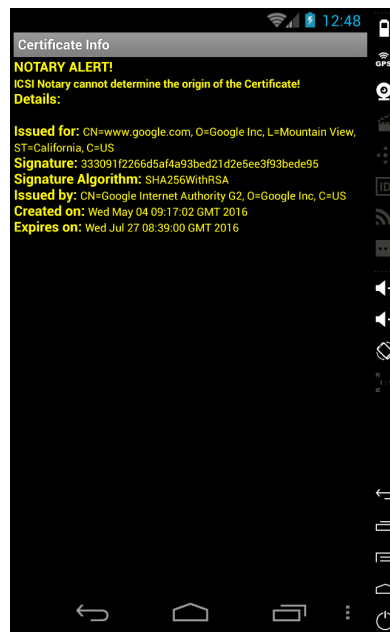 12:48
Certificate Info
NOTARY ALERT!
ICSI Notary cannot determine the origin of the Certificate!
Details:
Issued for: CN=www.google.com, O=Google Inc, L=Mountain View,
ST=California, C=US
Signature: 333091f2266d5af4a93bed21d2e5ee3f93bede95
Signature Algorithm: SHA256WithRSA
Issued by: CN=Google Internet Authority G2, O=Google Inc, C=US
Created on: Wed May 04 09:17:02 GMT 2016
Expires on: Wed Jul 27 08:39:00 GMT 2016
GPS
ID